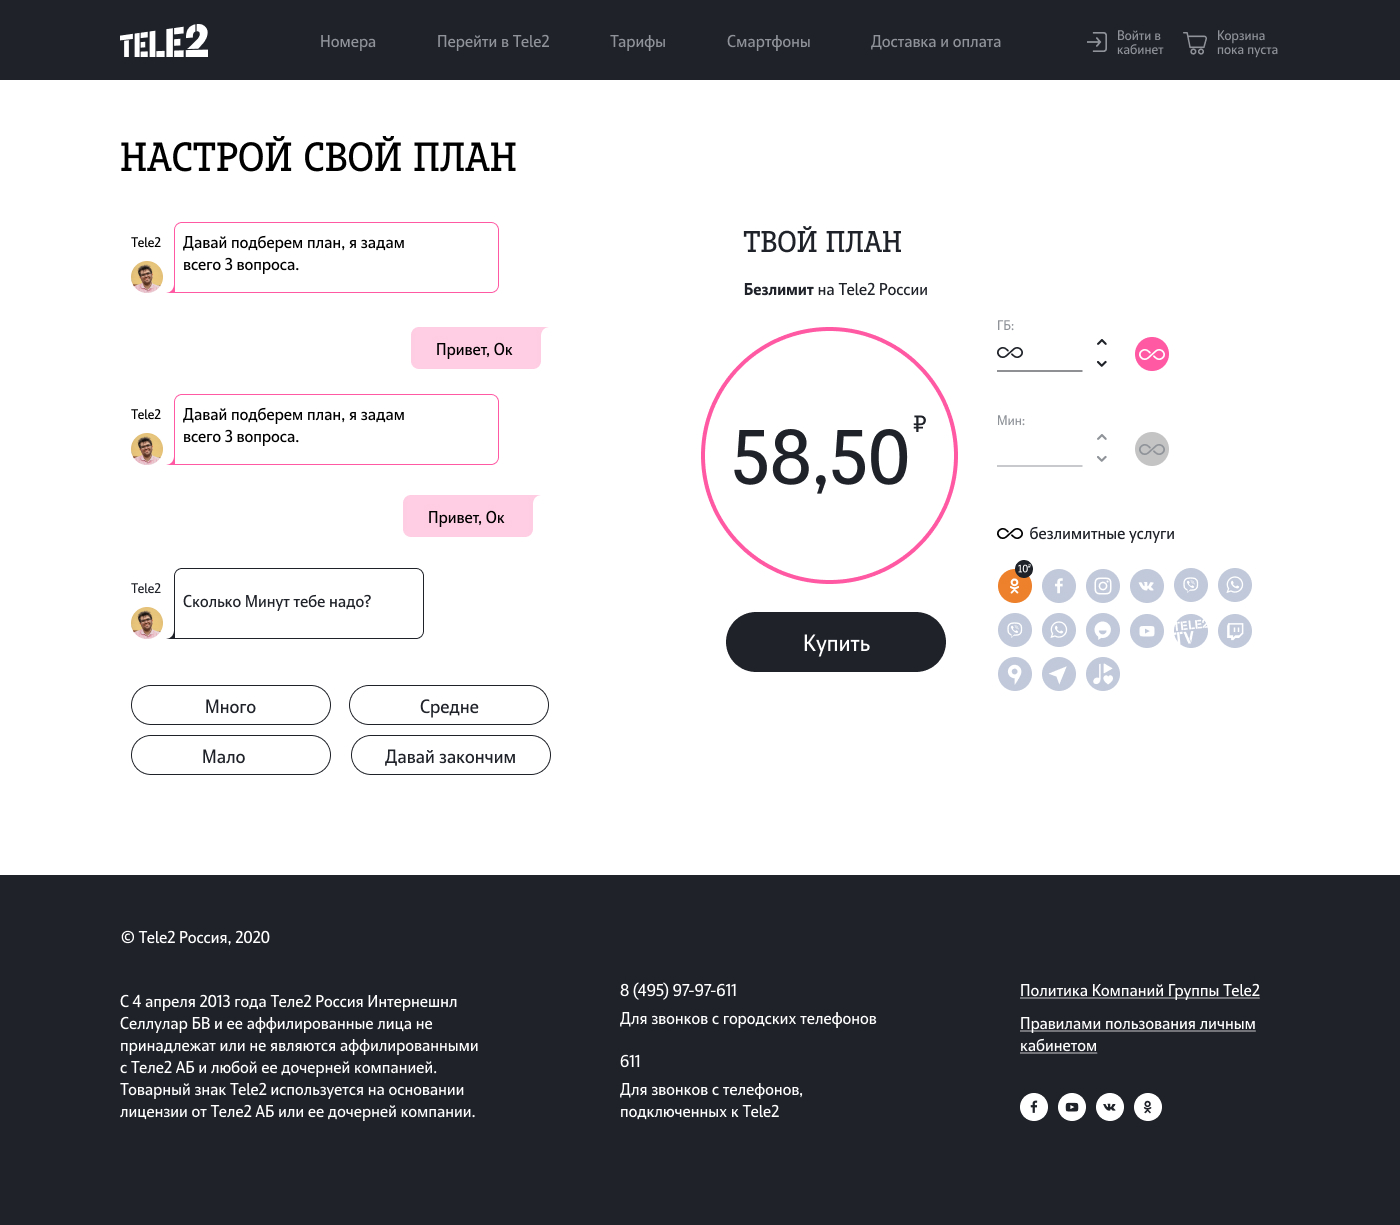 TELE2
Номера
Перейти в Tele2
Тарифы
Смартфоны
Доставка и оплата
Войти в
кабинет
Корзина
пока пуста
НАСТРОЙ СВОЙ ПЛАН
Tele2
Давай подберем план, я задам
всего 3 вопроса.
Привет, Ок
Tele2
Давай подберем план, я задам
всего 3 вопроса.
Привет, Ок
Tele2
Сколько Минут тебе надо?
Много
Средне
Мало
Давай закончим
ТВОЙ ПЛАН
Безлимит на Tele2 России
58,50₽
Купить
ГБ:
Мин:
безлимитные услуги
10₽
TELE2
TV
© Tele2 Россия, 2020
С 4 апреля 2013 года Теле2 Россия Интернешнл
Селлулар БВ и ее аффилированные лица не
принадлежат или не являются аффилированными
с Теле2 АБ и любой ее дочерней компанией.
Товарный знак Tele2 используется на основании
лицензии от Теле2 АБ или ее дочерней компании.
8 (495) 97-97-611
Для звонков с городских телефонов
611
Для звонков с телефонов,
подключенных к Tele2
Политика Компаний Группы Tele2
Правилами пользования личным
кабинетом